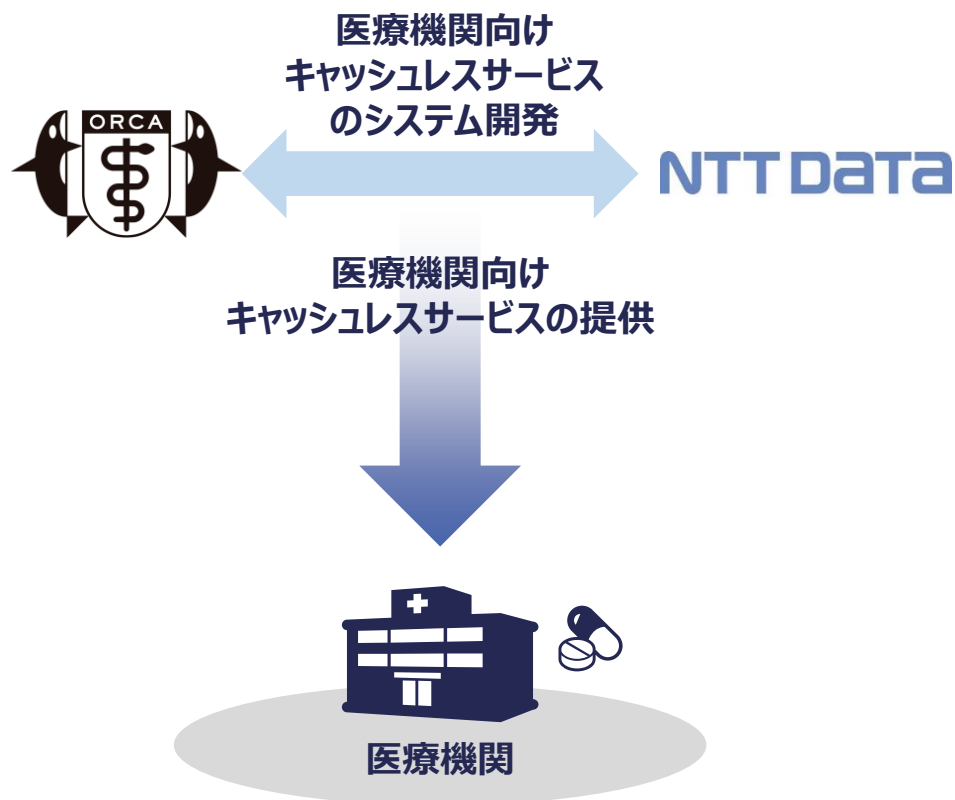 医療機関向け
キャッシュレスサービス
のシステム開発
ORCA
NTT DATA
医療機関向け
キャッシュレスサービスの提供
医療機関